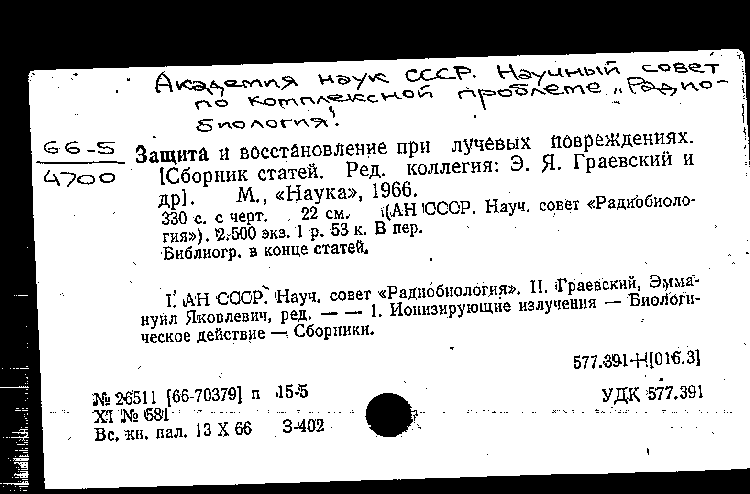 Академия наук СССР. Научный совет
по комплексной проблеме „Радио-
биология".
66-5
4700
Защита и восстановление при лучевых повреждениях.
[Сборник статей. Ред. коллегия: Э. Я. Граевский и
др]. М., «Наука», 1966.
330 с. с черт. 22 см. (АН СССР. Науч. совет «Радиобиоло-
гия»). 2.500 экз. 1 р. 53 к. В пер.
Библиогр. в конце статей.
I. АН СССР. Науч. совет «Радиобиология». II. Граевский, Эмма-
нуил Яковлевич, ред. — — 1. Ионизирующие излучения — Биологи-
ческое действие — Сборники.
577.391+[016.3]
№ 26511 [66-70379] п 15-5
УДК 577.391
XI № 681
Вс. кн. пал. 13 X 66 З-402